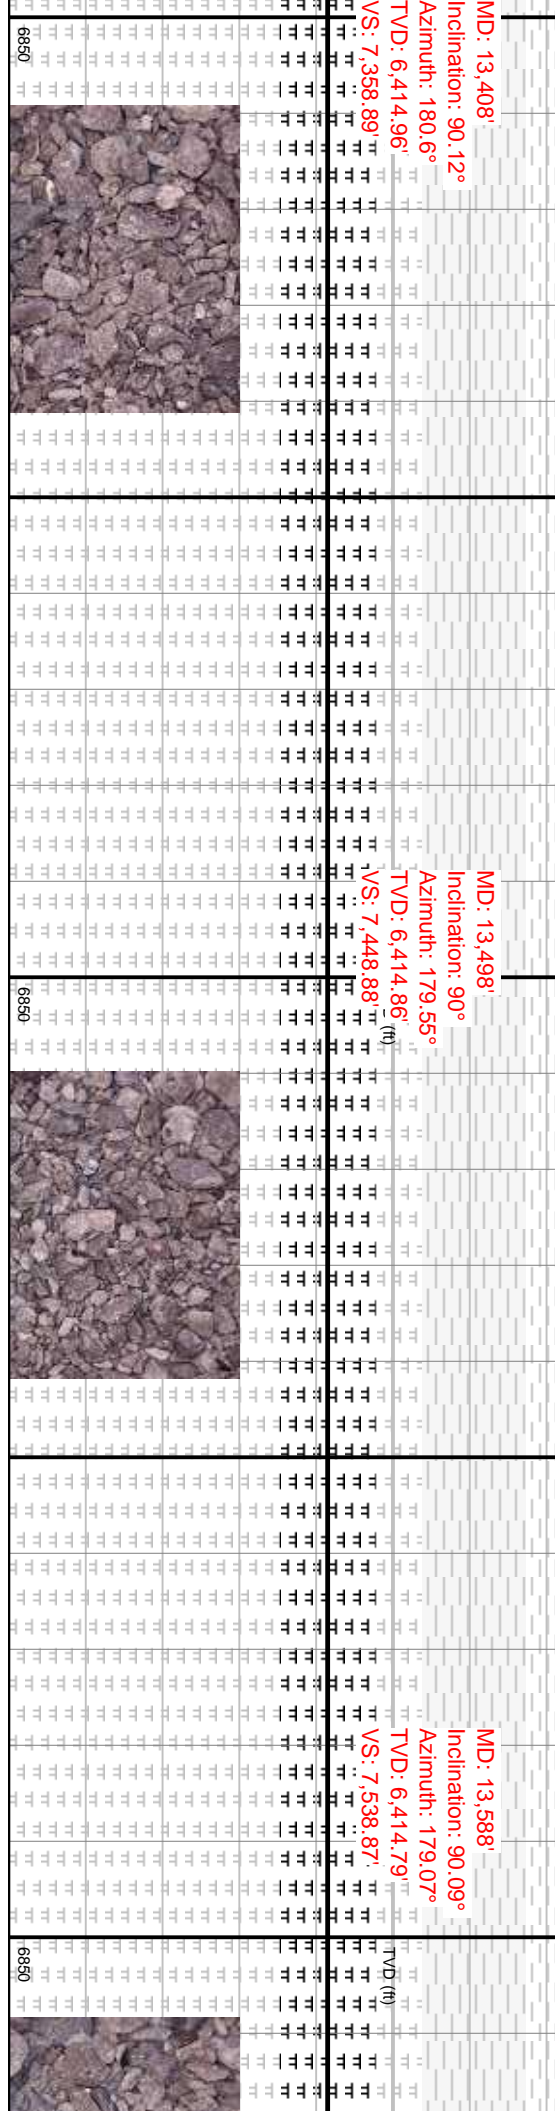 MD: 13,408'
Inclination: 90.12°
Azimuth: 180.6°
TVD: 6,414.96'
VS: 7,358.89'
6850
MD: 13,498'
Inclination: 90°
Azimuth: 179.55°
TVD: 6,414.86'
VS: 7,448.88'
(ft)
6850
MD: 13,588'
Inclination: 90.09°
Azimuth: 179.07°
TVD: 6,414.79'
VS: 7,538.87'
TVD (ft)
6850